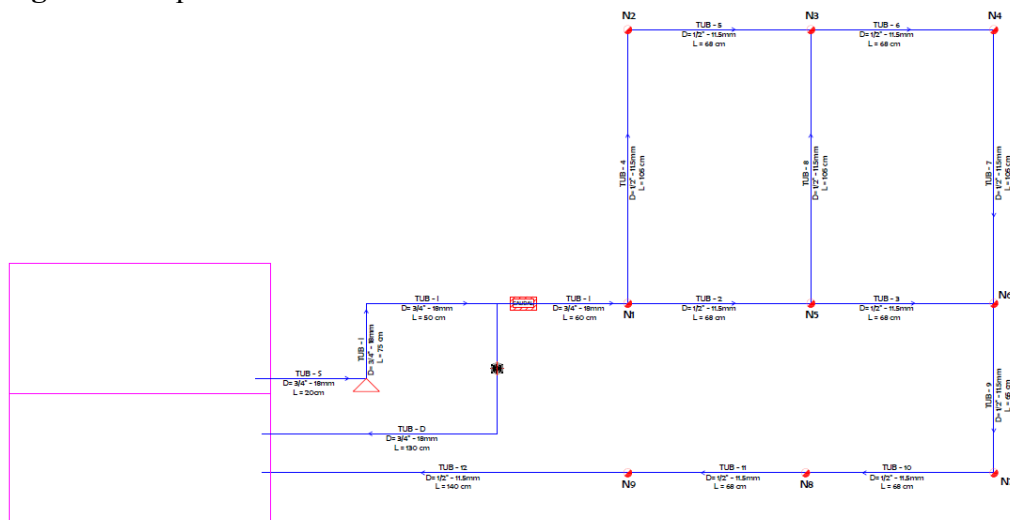 N2
TUB - 5
D= 1/2" - 11.5mm
L = 68 cm
N3
TUB - 6
D= 1/2" - 11.5mm
L = 68 cm
N4
TUB - 4
D= 1/2" - 11.5mm
L = 105 cm
TUB - 8
D= 1/2" - 11.5mm
L = 105 cm
TUB - 7
D= 1/2" - 11.5mm
L = 105 cm
TUB - I
D= 3/4" - 18mm
L = 50 cm
CAUDAL
TUB - I
D= 3/4" - 18mm
L = 60 cm
N1
TUB - 2
D= 1/2" - 11.5mm
L = 68 cm
N5
TUB - 3
D= 1/2" - 11.5mm
L = 68 cm
N6
TUB - I
D= 3/4" - 18mm
L = 75 cm
TUB - S
D= 3/4" - 18mm
L = 20cm
TUB - D
D= 3/4" - 18mm
L = 130 cm
TUB - 9
D= 1/2" - 11.5mm
L = 65 cm
TUB - 12
D= 1/2" - 11.5mm
L = 140 cm
N9
TUB - 11
D= 1/2" - 11.5mm
L = 68 cm
N8
TUB - 10
D= 1/2" - 11.5mm
L = 68 cm